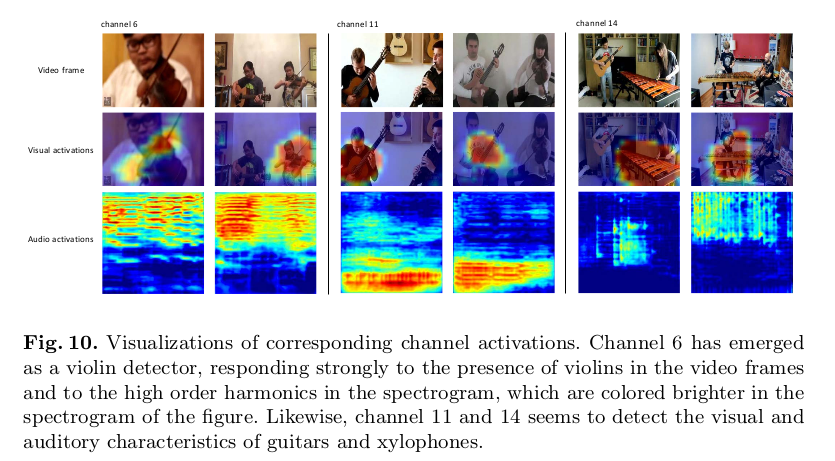 channel 6
channel 11
channel 14
Video frame
Visual activations
Audio activations
Fig. 10. Visualizations of corresponding channel activations. Channel 6 has emerged
as a violin detector, responding strongly to the presence of violins in the video frames
and to the high order harmonics in the spectrogram, which are colored brighter in the
spectrogram of the figure. Likewise, channel 11 and 14 seems to detect the visual and
auditory characteristics of guitars and xylophones.